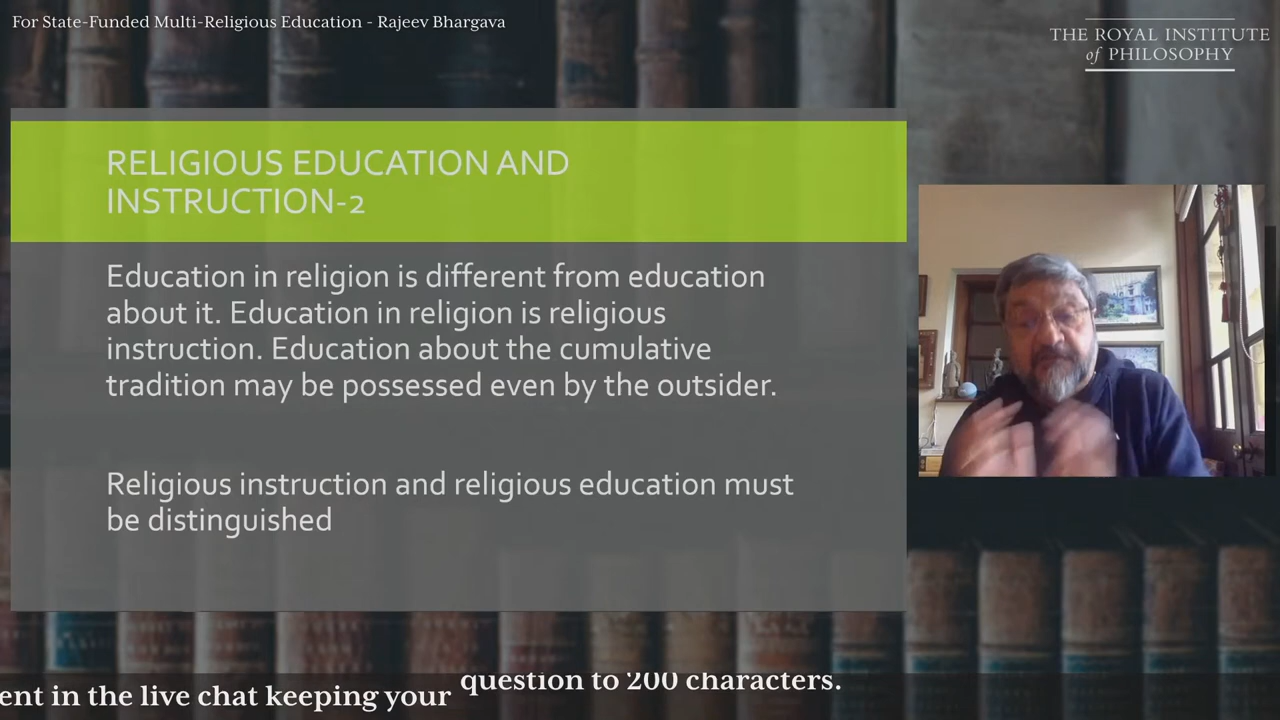 For State-Funded Multi-Religious Education - Rajeev Bhargava
THE ROYAL INSTITUTE
of PHILOSOPHY
RELIGIOUS EDUCATION AND
INSTRUCTION-2
Education in religion is different from education
about it. Education in religion is religious
instruction. Education about the cumulative
tradition may be possessed even by the outsider.
Religious instruction and religious education must
be distinguished
ent in the live chat keeping your
question to 200 characters.